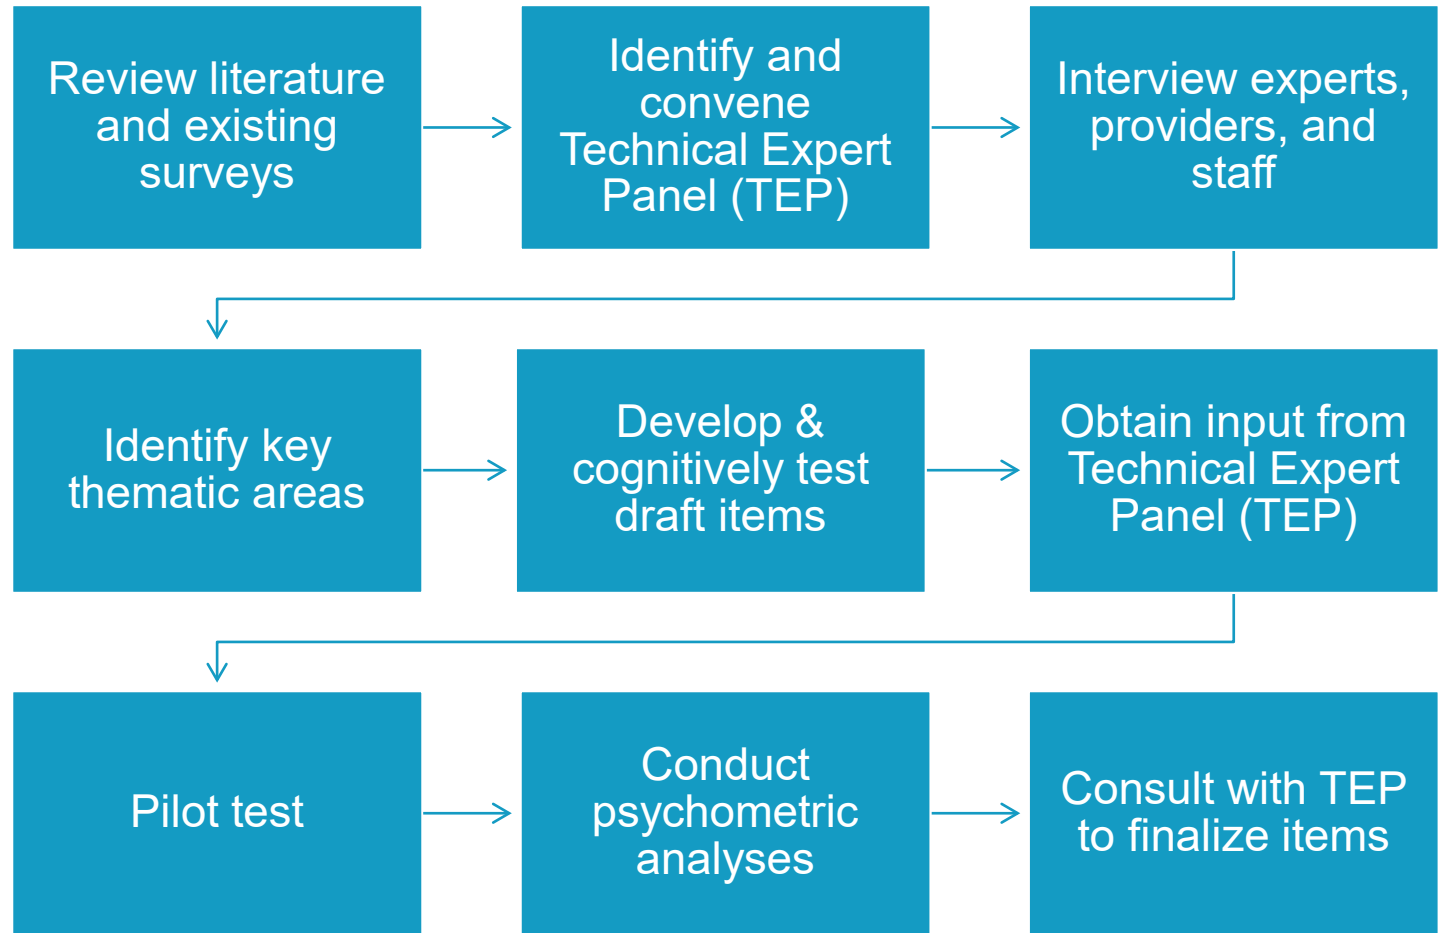 Review literature
and existing
surveys
Identify and
convene
Technical Expert
Panel (TEP)
Interview experts,
providers, and
staff
Identify key
thematic areas
Develop &
cognitively test
draft items
Obtain input from
Technical Expert
Panel (TEP)
Pilot test
Conduct
psychometric
analyses
Consult with TEP
to finalize items